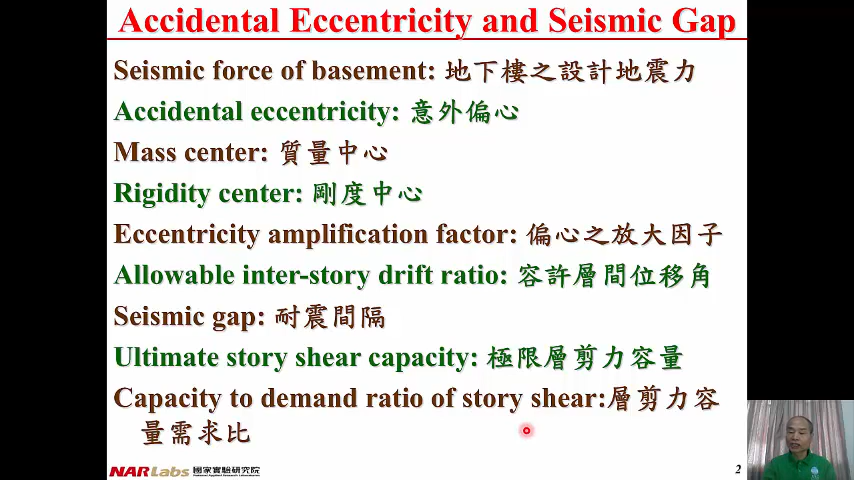 Accidental Eccentricity and Seismic Gap
Seismic force of basement: 地下樓之設計地震力
Accidental eccentricity: 意外偏心
Mass center: 質量中心
Rigidity center: 剛度中心
Eccentricity amplification factor: 偏心之放大因子
Allowable inter-story drift ratio: 容許層間位移角
Seismic gap: 耐震間隔
Ultimate story shear capacity: 極限層剪力容量
Capacity to demand ratio of story shear:層剪力容
量需求比
NARLabs 國家實驗研究院
National Applied Research Laboratories
2